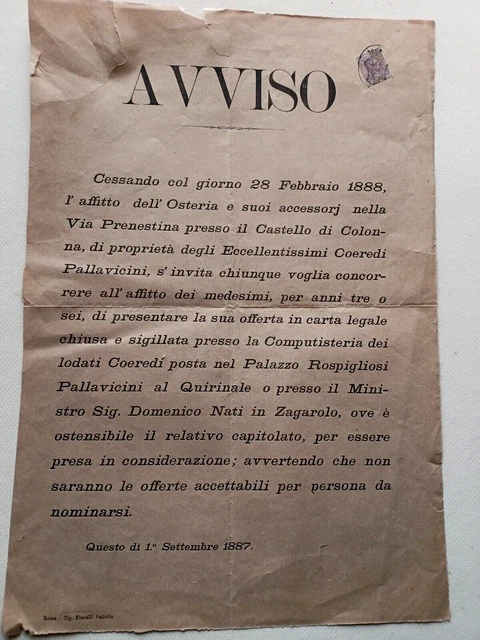 AVVISO
Cessando col giorno 28 Febbraio 1888,
l' affitto dell' Osteria e suoi accessorj nella
Via Prenestina presso il Castello di Colon-
na, di proprietà degli Eccellentissimi Coeredi
Pallavicini, s' invita chiunque voglia concor-
rere all' affitto dei medesimi, per anni tre o
sei, di presentare la sua offerta in carta legale
chiusa e sigillata presso la Computisteria dei
lodati Coeredi posta nel Palazzo Rospigliosi
Pallavicini al Quirinale o presso il Mini-
stro Sig. Domenico Nati in Zagarolo, ove è
ostensibile il relativo capitolato, per essere
presa in considerazione; avvertendo che non
saranno le offerte accettabili per persona da
nominarsi.
Questo dì 1.º Settembre 1887.
Roma - Tip. Fratelli Pallotta